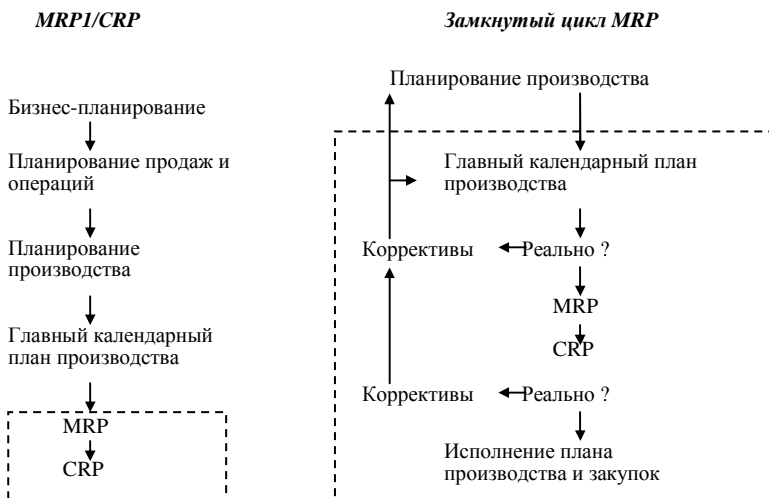 MRP1/CRP
Бизнес-планирование
Планирование продаж и
операций
Планирование
производства
Главный календарный
план производства
MRP
CRP
Замкнутый цикл MRP
Планирование производства
Главный календарный план
производства
Коррективы
Реально ?
MRP
CRP
Коррективы
Реально ?
Исполнение плана
производства и закупок